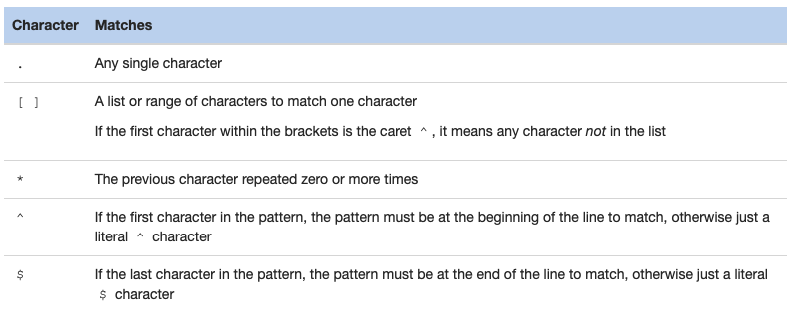 Character Matches
. Any single character
[ ] A list or range of characters to match one character
If the first character within the brackets is the caret ^ , it means any character not in the list
* The previous character repeated zero or more times
^ If the first character in the pattern, the pattern must be at the beginning of the line to match, otherwise just a
literal ^ character
$ If the last character in the pattern, the pattern must be at the end of the line to match, otherwise just a literal
$ character